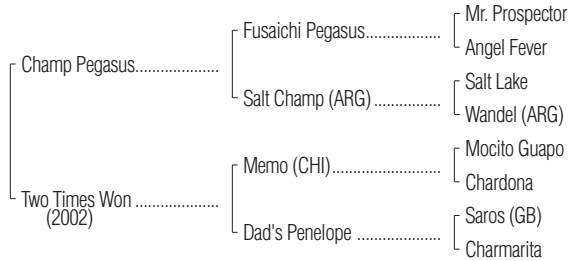 Mr. Prospector
Fusaichi Pegasus..................
Angel Fever
Champ Pegasus....................
Salt Lake
Salt Champ (ARG) ................
Wandel (ARG)
Mocito Guapo
Memo (CHI)..........................
Chardona
Two Times Won ....................
(2002)
Saros (GB)
Dad's Penelope ....................
Charmarita